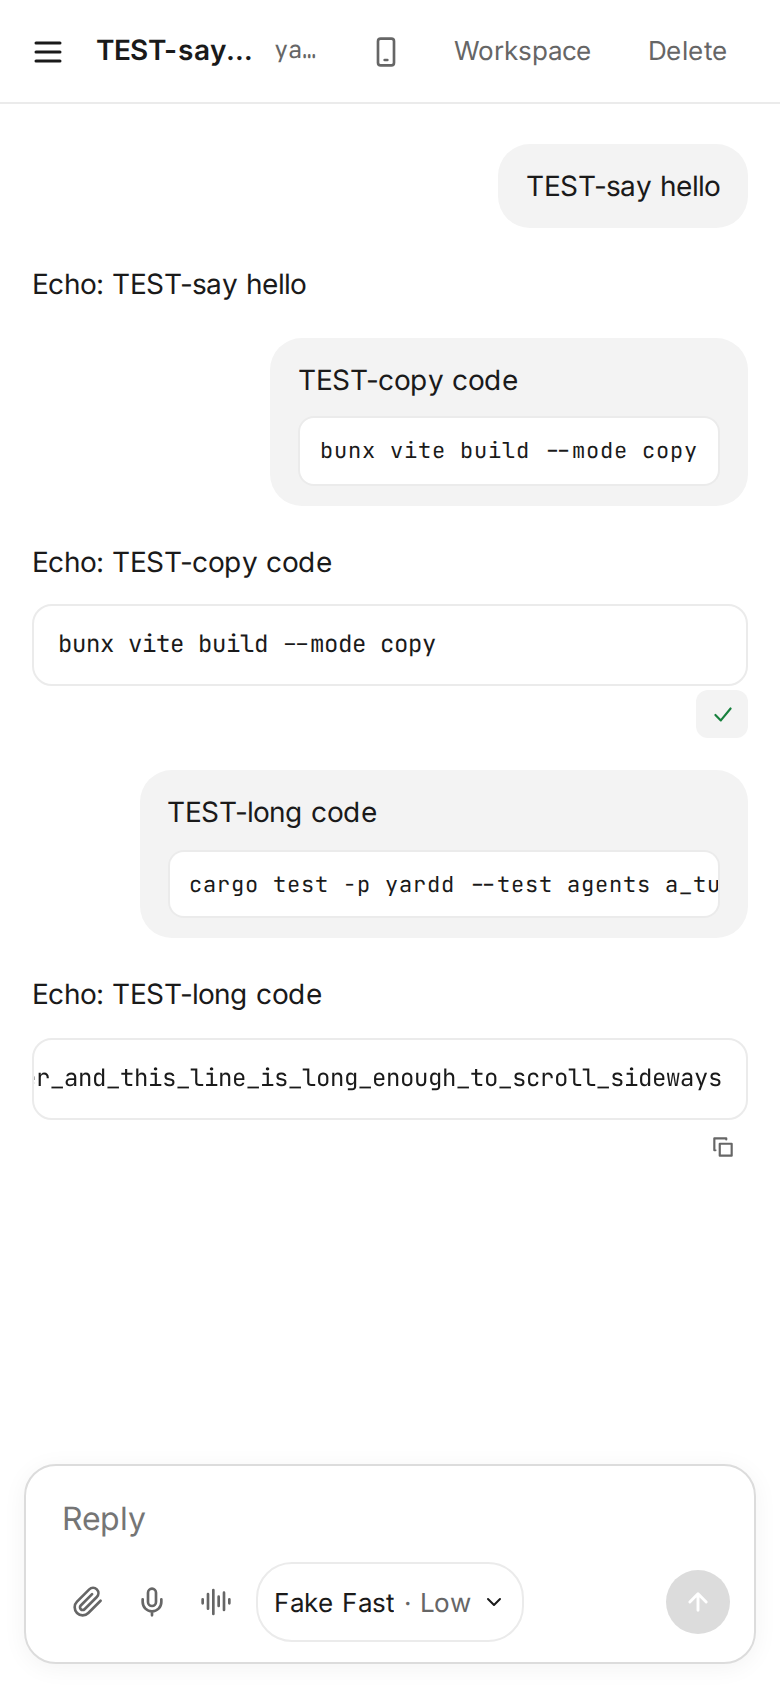 TEST-say... ya... Workspace Delete
TEST-say hello
Echo: TEST-say hello
TEST-copy code
bunx vite build --mode copy
Echo: TEST-copy code
bunx vite build --mode copy
TEST-long code
cargo test -p yardd --test agents a_tu
Echo: TEST-long code
r_and_this_line_is_long_enough_to_scroll_sideways
Reply
Fake Fast · Low